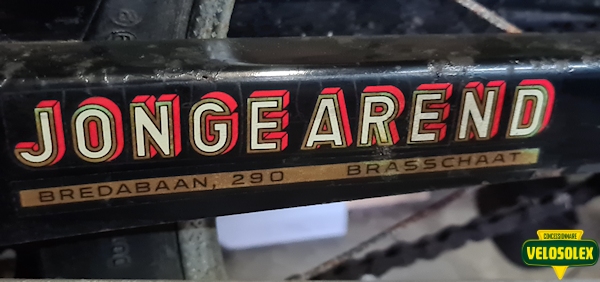 JONGE AREND
BREDABAAN, 290 BRASSCHAAT
CONCESSIONNAIRE
VELOSOLEX